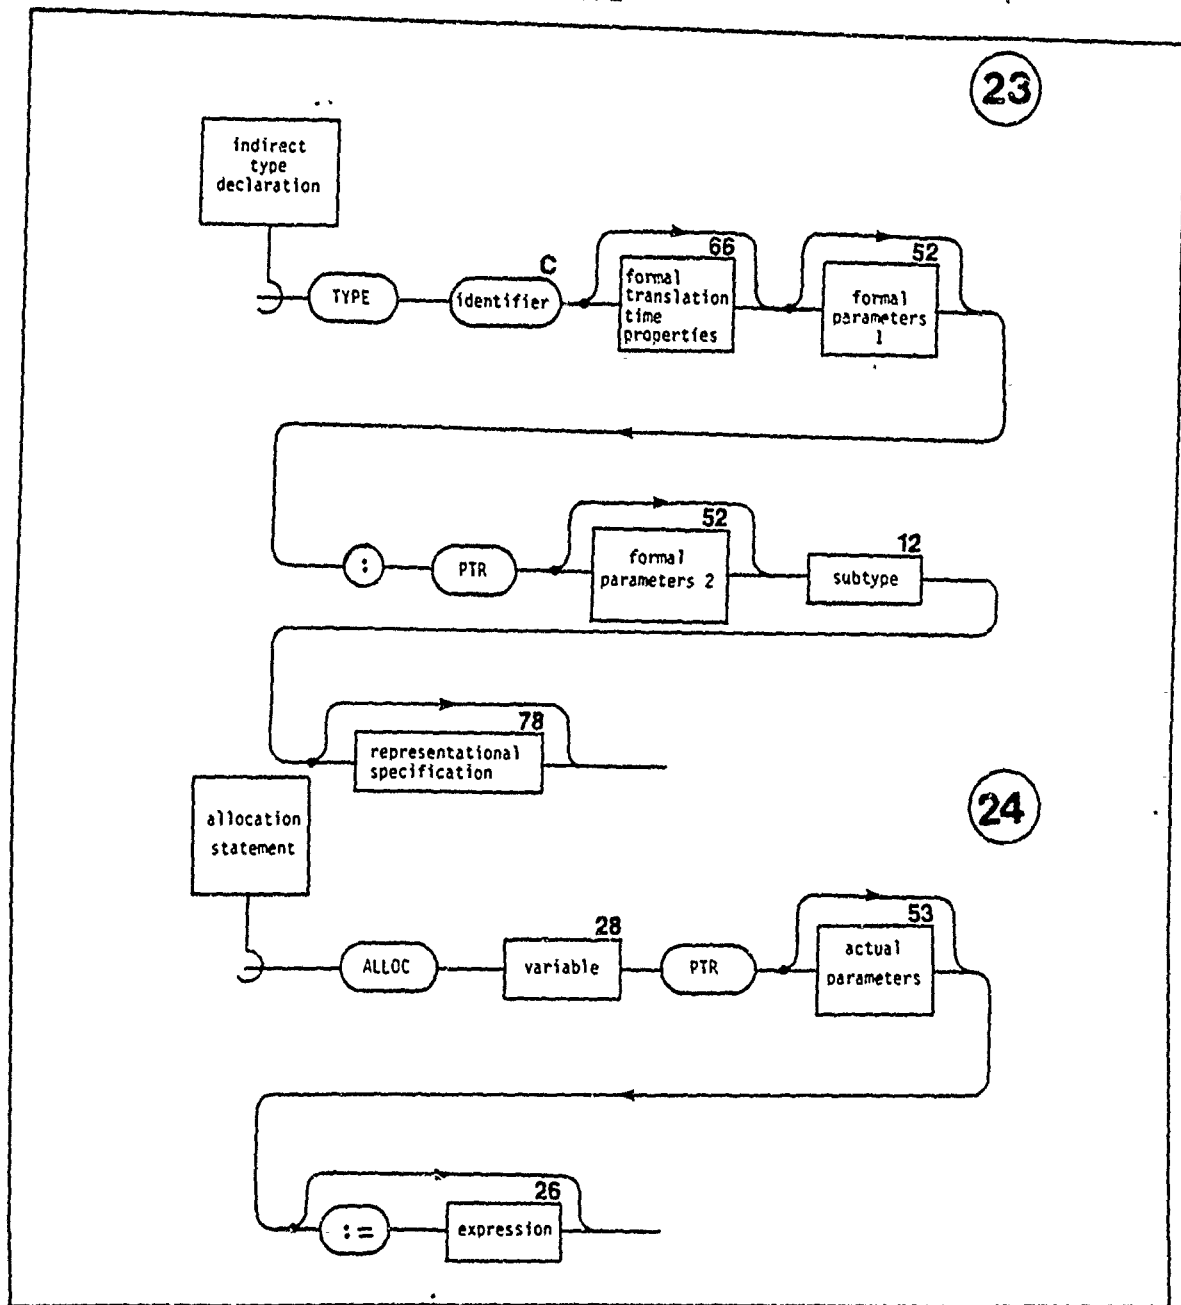 23
indirect
type
declaration
TYPE
C
identifier
66
formal
translation
time
properties
52
formal
parameters
1
:
PTR
52
formal
parameters 2
12
subtype
78
representational
specification
24
allocation
statement
ALLOC
28
variable
PTR
53
actual
parameters
:=
26
expression